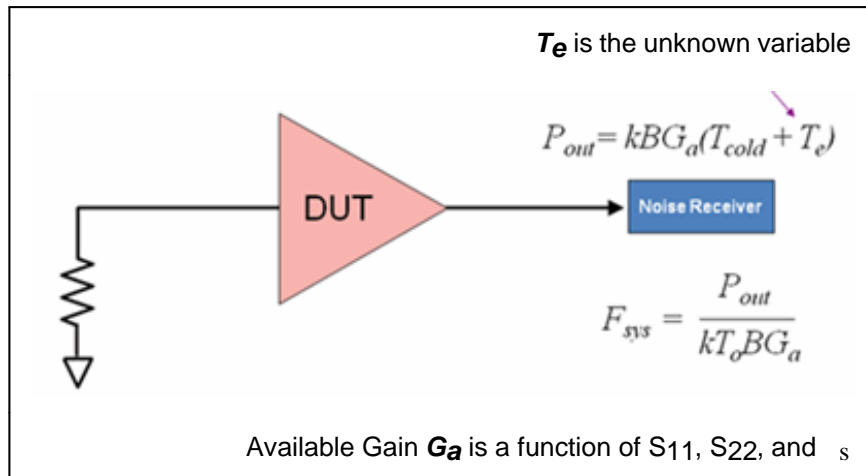 Te is the unknown variable
Pout = kBGa(Tcold + Te)
DUT
Noise Receiver
Fsys = Pout / kToBGa
Available Gain Ga is a function of S11, S22, and s